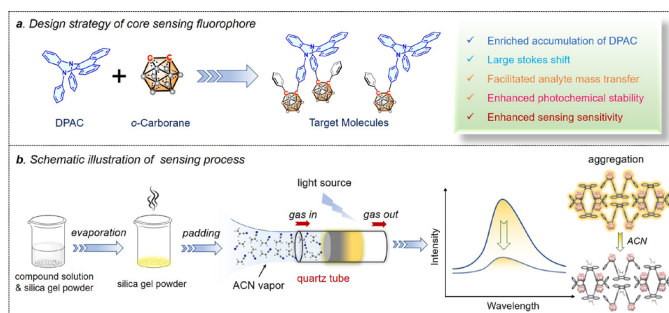 a. Design strategy of core sensing fluorophore
DPAC
+
o-Carborane
Target Molecules
✓ Enriched accumulation of DPAC
✓ Large stokes shift
✓ Facilitated analyte mass transfer
✓ Enhanced photochemical stability
✓ Enhanced sensing sensitivity
b. Schematic illustration of sensing process
compound solution
& silica gel powder
evaporation
silica gel powder
padding
ACN vapor
light source
gas in
gas out
quartz tube
Intensity
Wavelength
aggregation
ACN